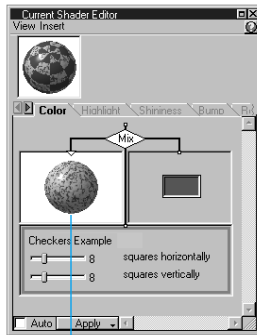 Current Shader Editor
View Insert
Color Highlight Shininess Bump
Mix
Checkers Example
8 squares horizontally
8 squares vertically
Auto Apply